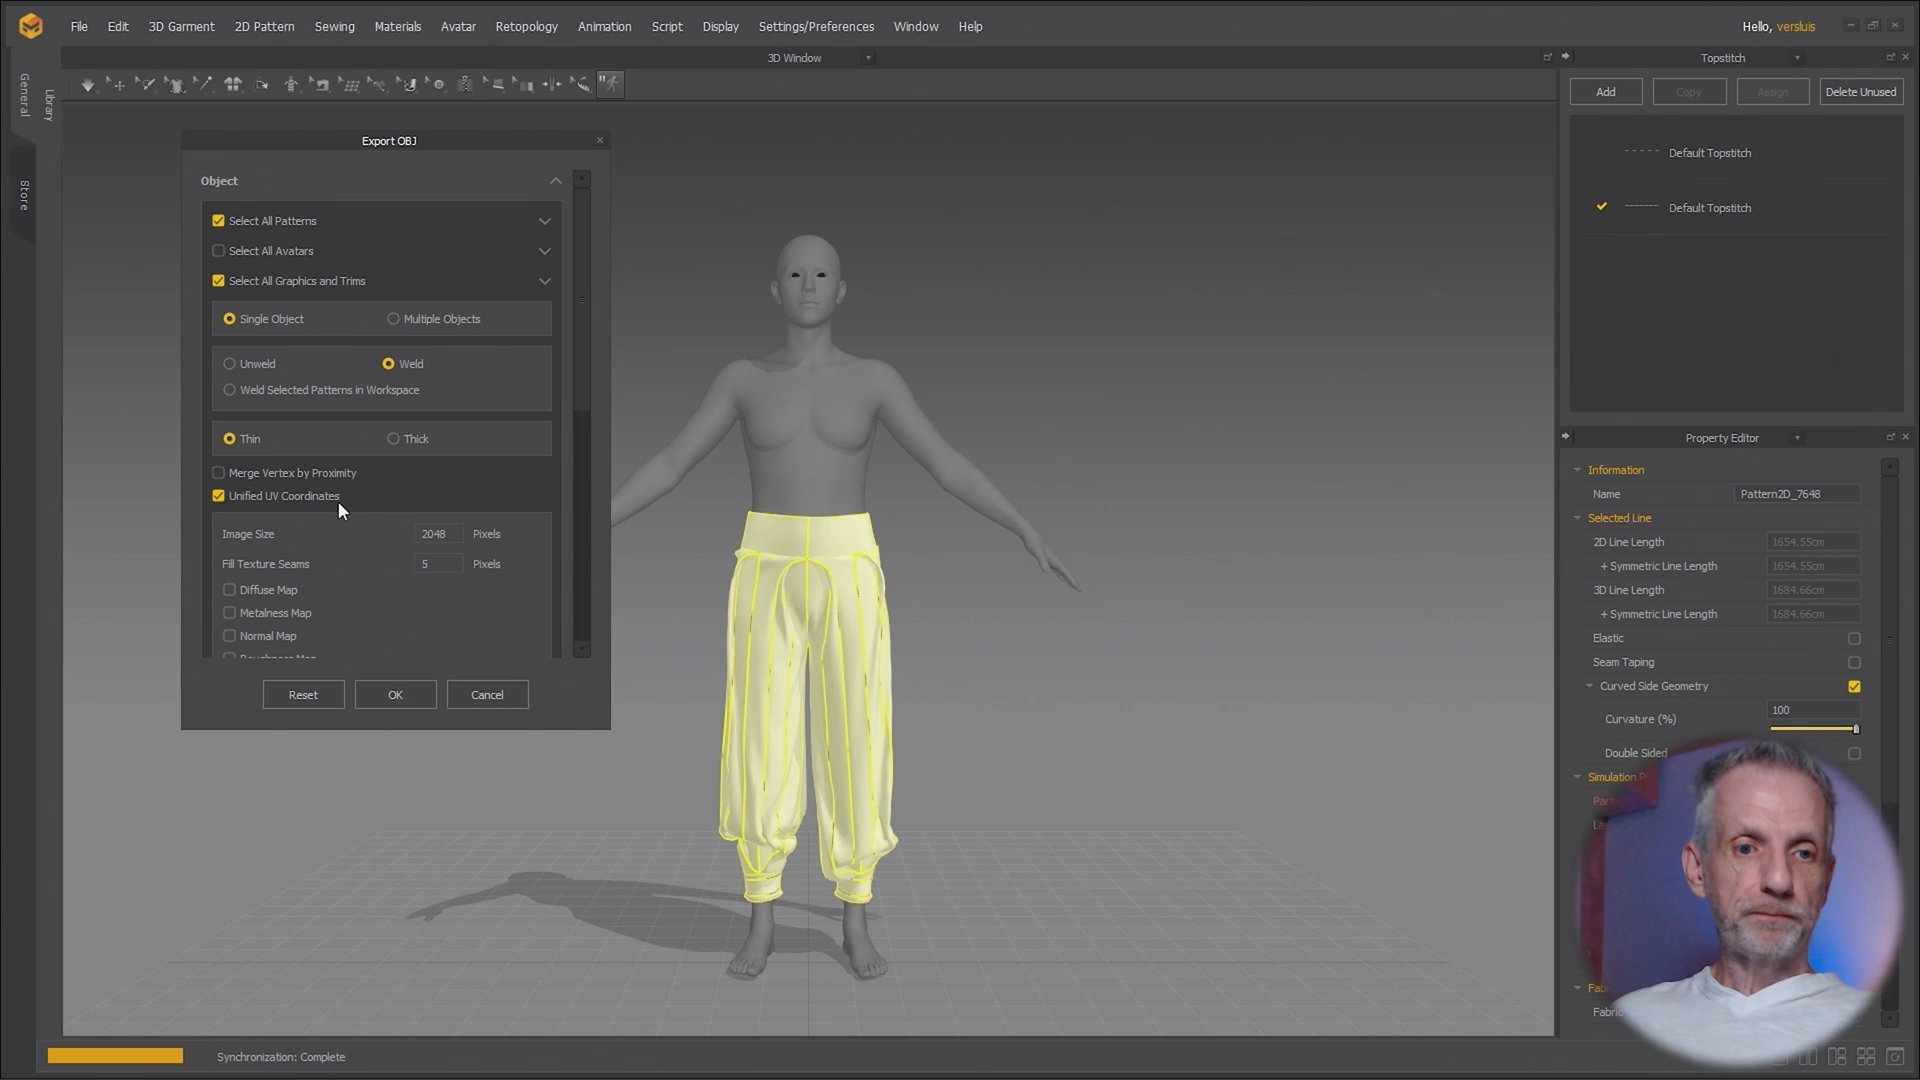 File Edit 3D Garment 2D Pattern Sewing Materials Avatar Retopology Animation Script Display Settings/Preferences Window Help
Hello, versluis
3D Window
General
Library
Store
Export OBJ
Object
Select All Patterns
Select All Avatars
Select All Graphics and Trims
Single Object Multiple Objects
Unweld Weld
Weld Selected Patterns in Workspace
Thin Thick
Merge Vertex by Proximity
Unified UV Coordinates
Image Size 2048 Pixels
Fill Texture Seams 5 Pixels
Diffuse Map
Metalness Map
Normal Map
Reset OK Cancel
Topstitch
Add Copy Assign Delete Unused
Default Topstitch
Default Topstitch
Property Editor
Information
Name Pattern2D_7648
Selected Line
2D Line Length 1654.55cm
+ Symmetric Line Length 1654.55cm
3D Line Length 1684.66cm
+ Symmetric Line Length 1684.66cm
Elastic
Seam Taping
Curved Side Geometry
Curvature (%) 100
Double Sided
Simulation
Synchronization: Complete